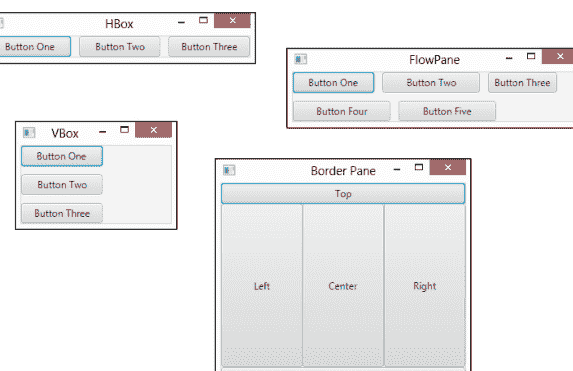 HBox
Button One Button Two Button Three
FlowPane
Button One Button Two Button Three
Button Four Button Five
VBox
Button One
Button Two
Button Three
Border Pane
Top
Left Center Right